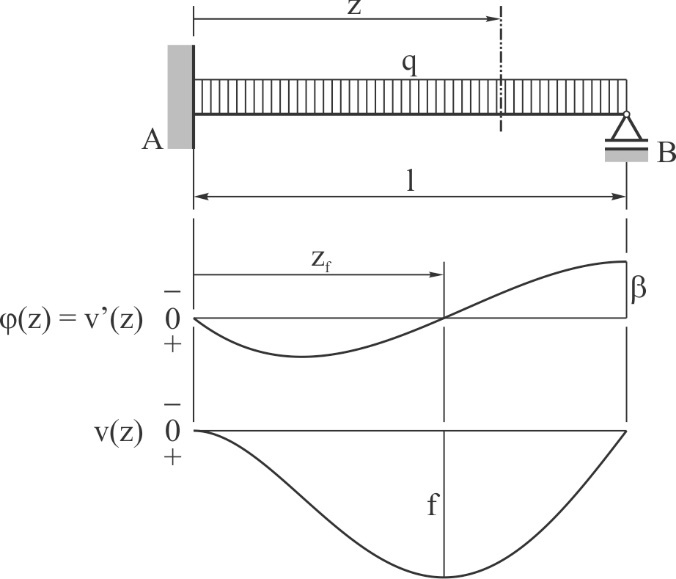 z
q
A
B
l
z_f
β
−
φ(z) = v’(z) 0
+
−
v(z) 0
+
f